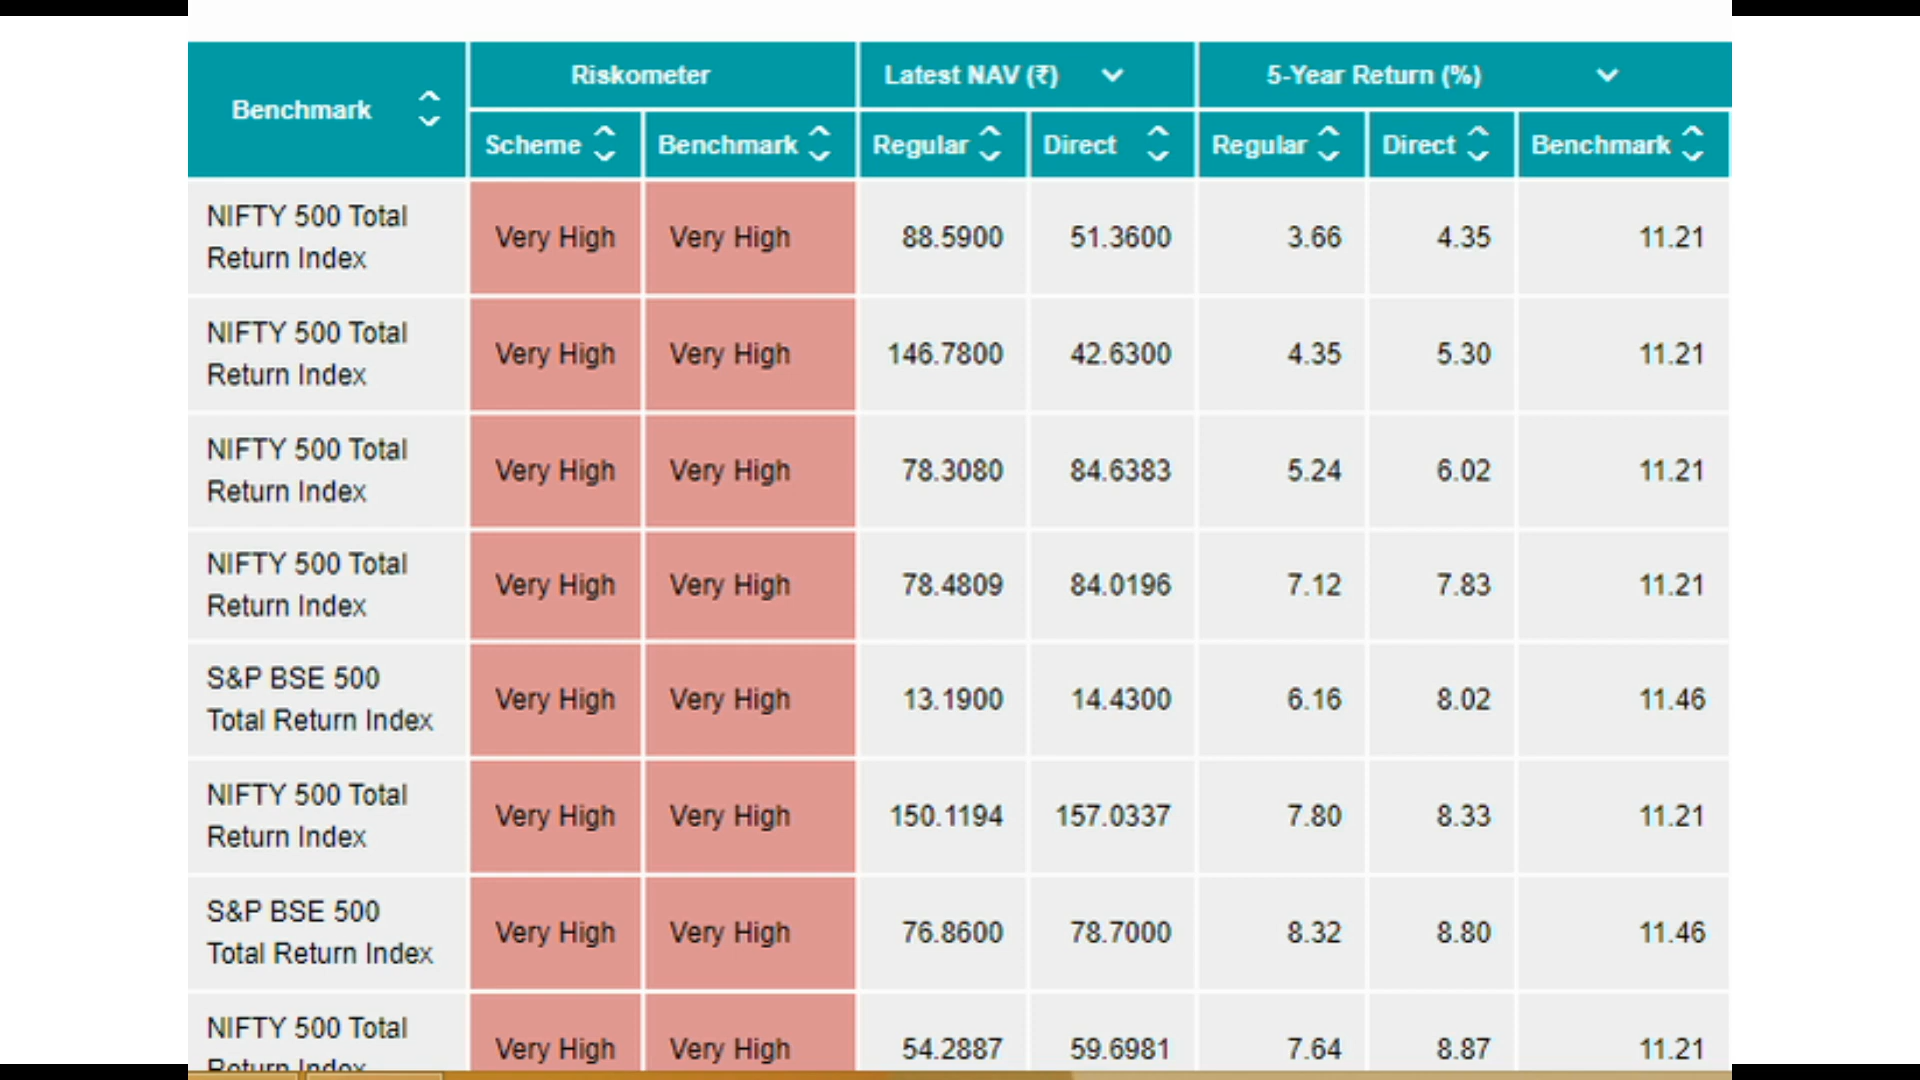 Benchmark Riskometer Latest NAV (₹) 5-Year Return (%)
Scheme Benchmark Regular Direct Regular Direct Benchmark
NIFTY 500 Total
Return Index Very High Very High 88.5900 51.3600 3.66 4.35 11.21
NIFTY 500 Total
Return Index Very High Very High 146.7800 42.6300 4.35 5.30 11.21
NIFTY 500 Total
Return Index Very High Very High 78.3080 84.6383 5.24 6.02 11.21
NIFTY 500 Total
Return Index Very High Very High 78.4809 84.0196 7.12 7.83 11.21
S&P BSE 500
Total Return Index Very High Very High 13.1900 14.4300 6.16 8.02 11.46
NIFTY 500 Total
Return Index Very High Very High 150.1194 157.0337 7.80 8.33 11.21
S&P BSE 500
Total Return Index Very High Very High 76.8600 78.7000 8.32 8.80 11.46
NIFTY 500 Total
Return Index Very High Very High 54.2887 59.6981 7.64 8.87 11.21